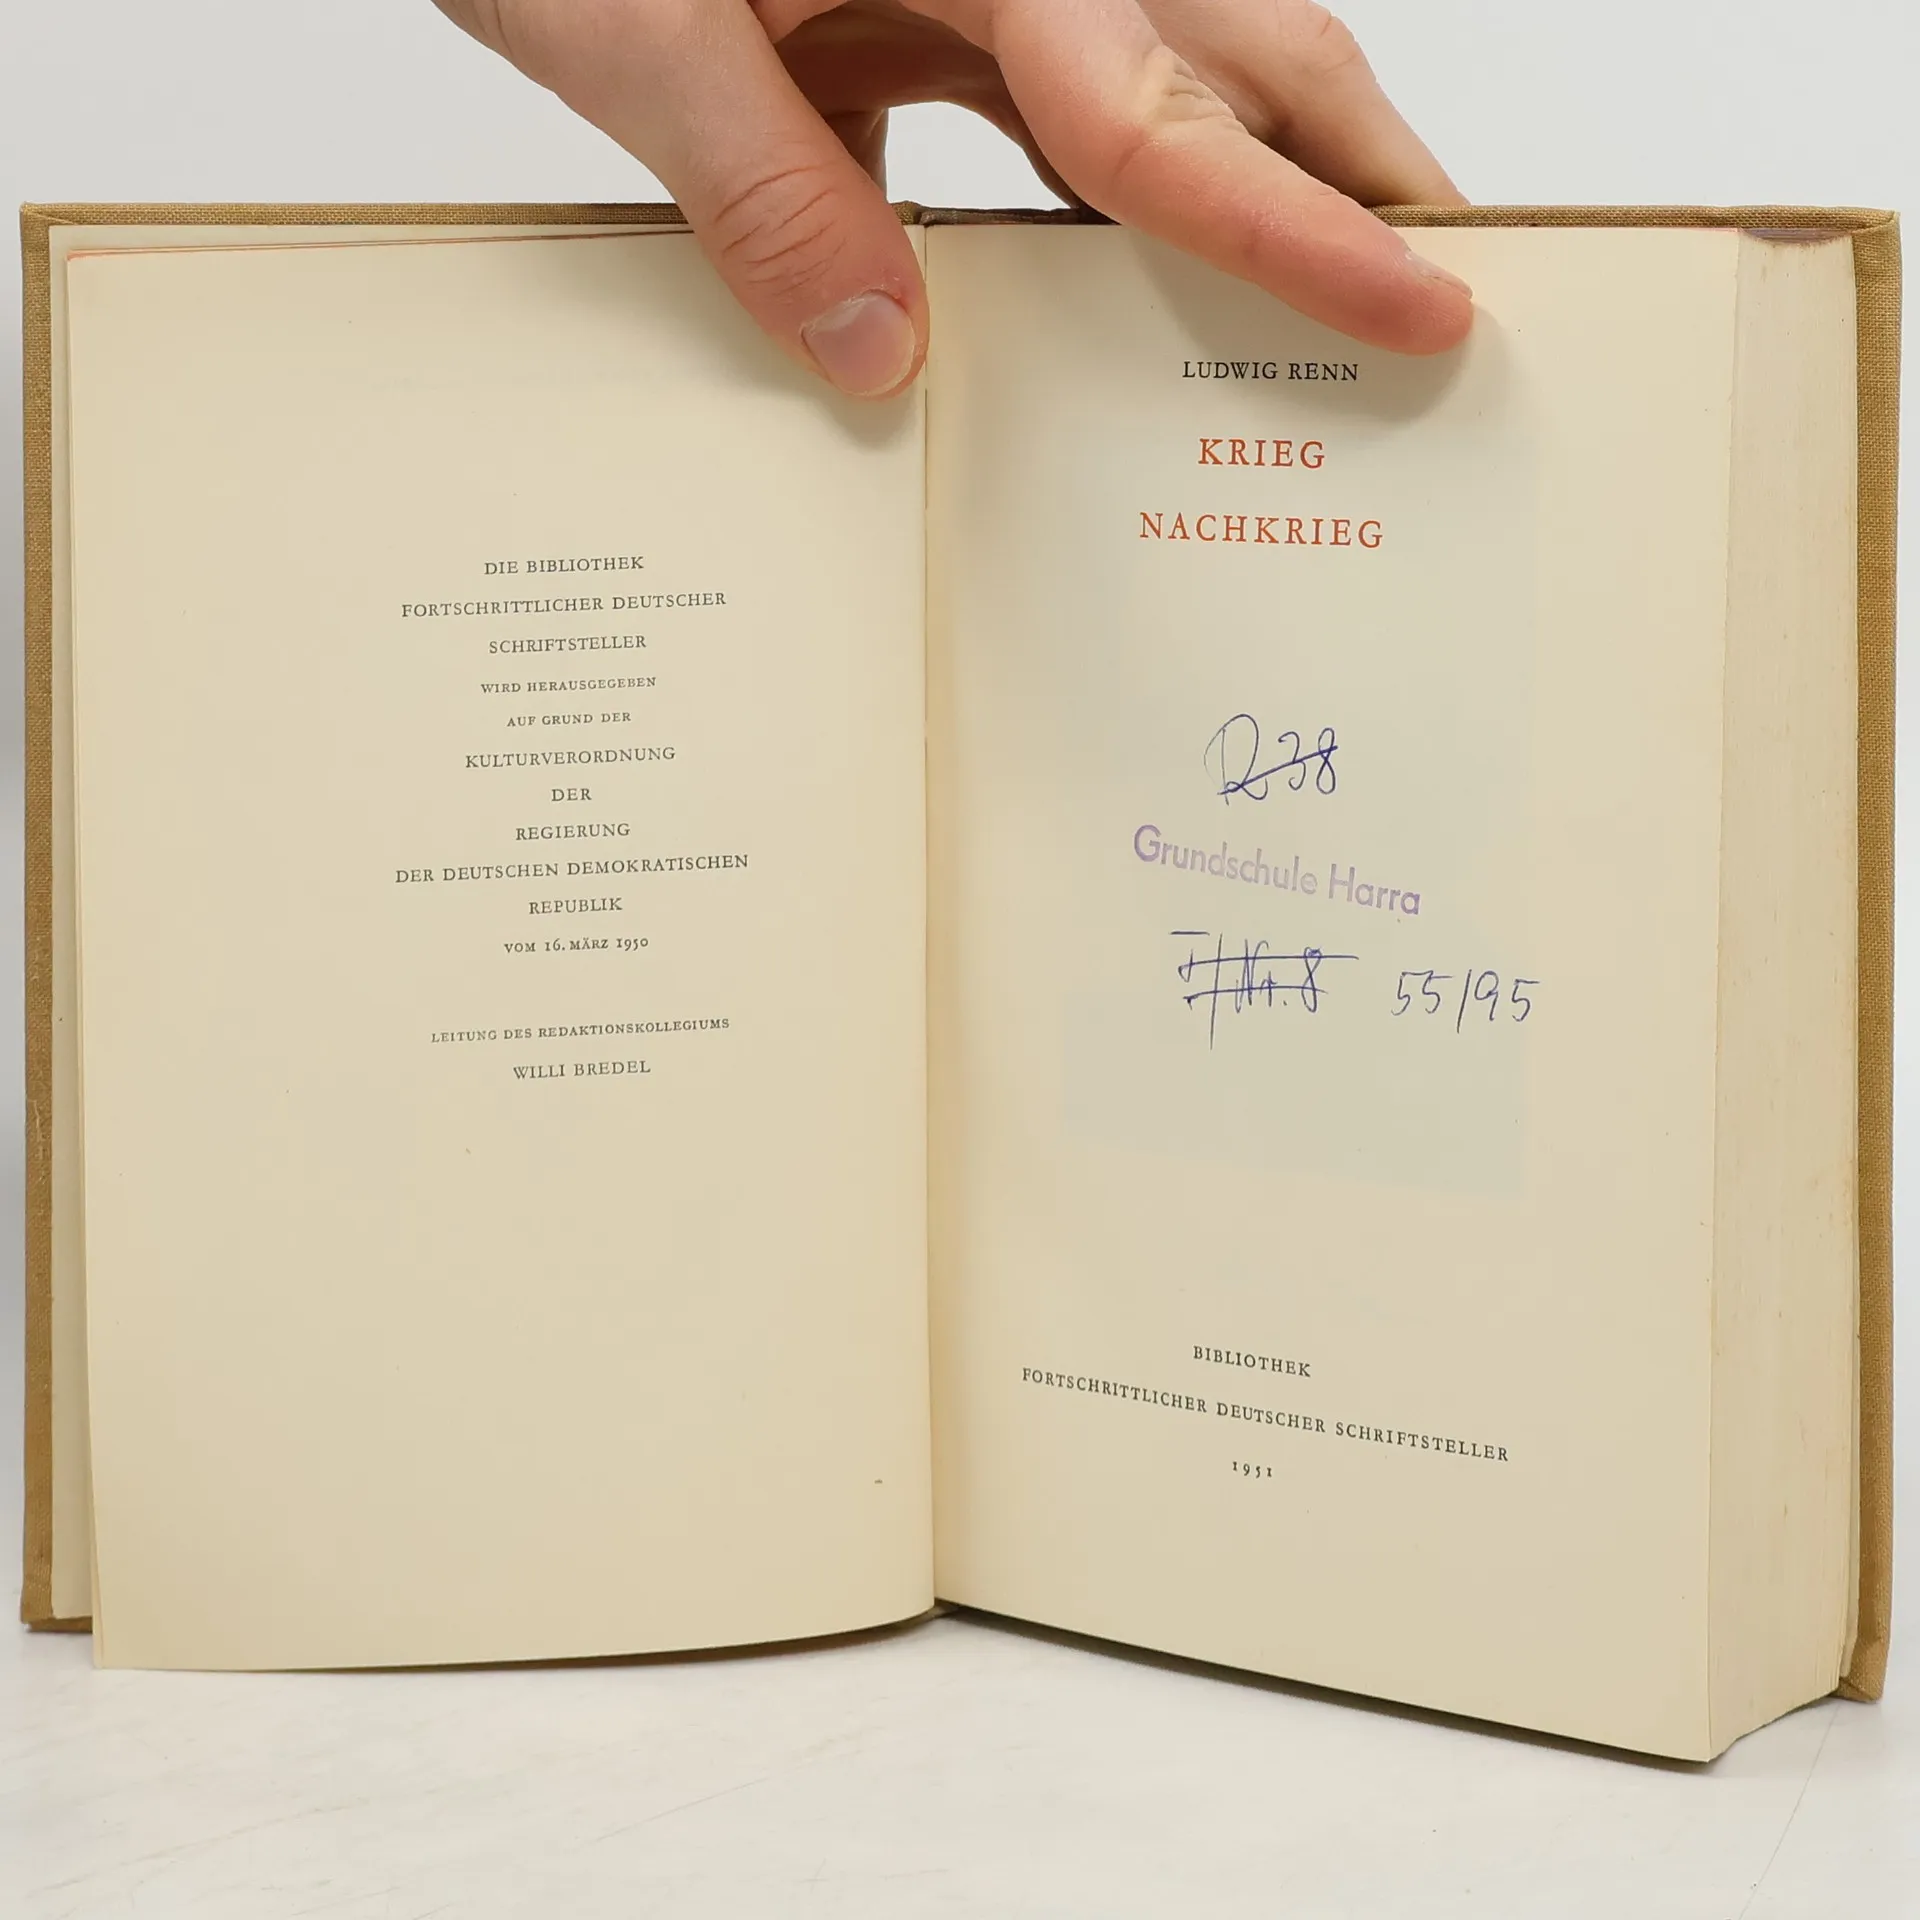 DIE BIBLIOTHEK
FORTSCHRITTLICHER DEUTSCHER
SCHRIFTSTELLER
WIRD HERAUSGEGEBEN
AUF GRUND DER
KULTURVERORDNUNG
DER
REGIERUNG
DER DEUTSCHEN DEMOKRATISCHEN
REPUBLIK
VOM 16. MÄRZ 1950
LEITUNG DES REDAKTIONSKOLLEGIUMS
WILLI BREDEL
LUDWIG RENN
KRIEG
NACHKRIEG
R 38
Grundschule Harra
Nr. 8 55/95
BIBLIOTHEK
FORTSCHRITTLICHER DEUTSCHER SCHRIFTSTELLER
1951